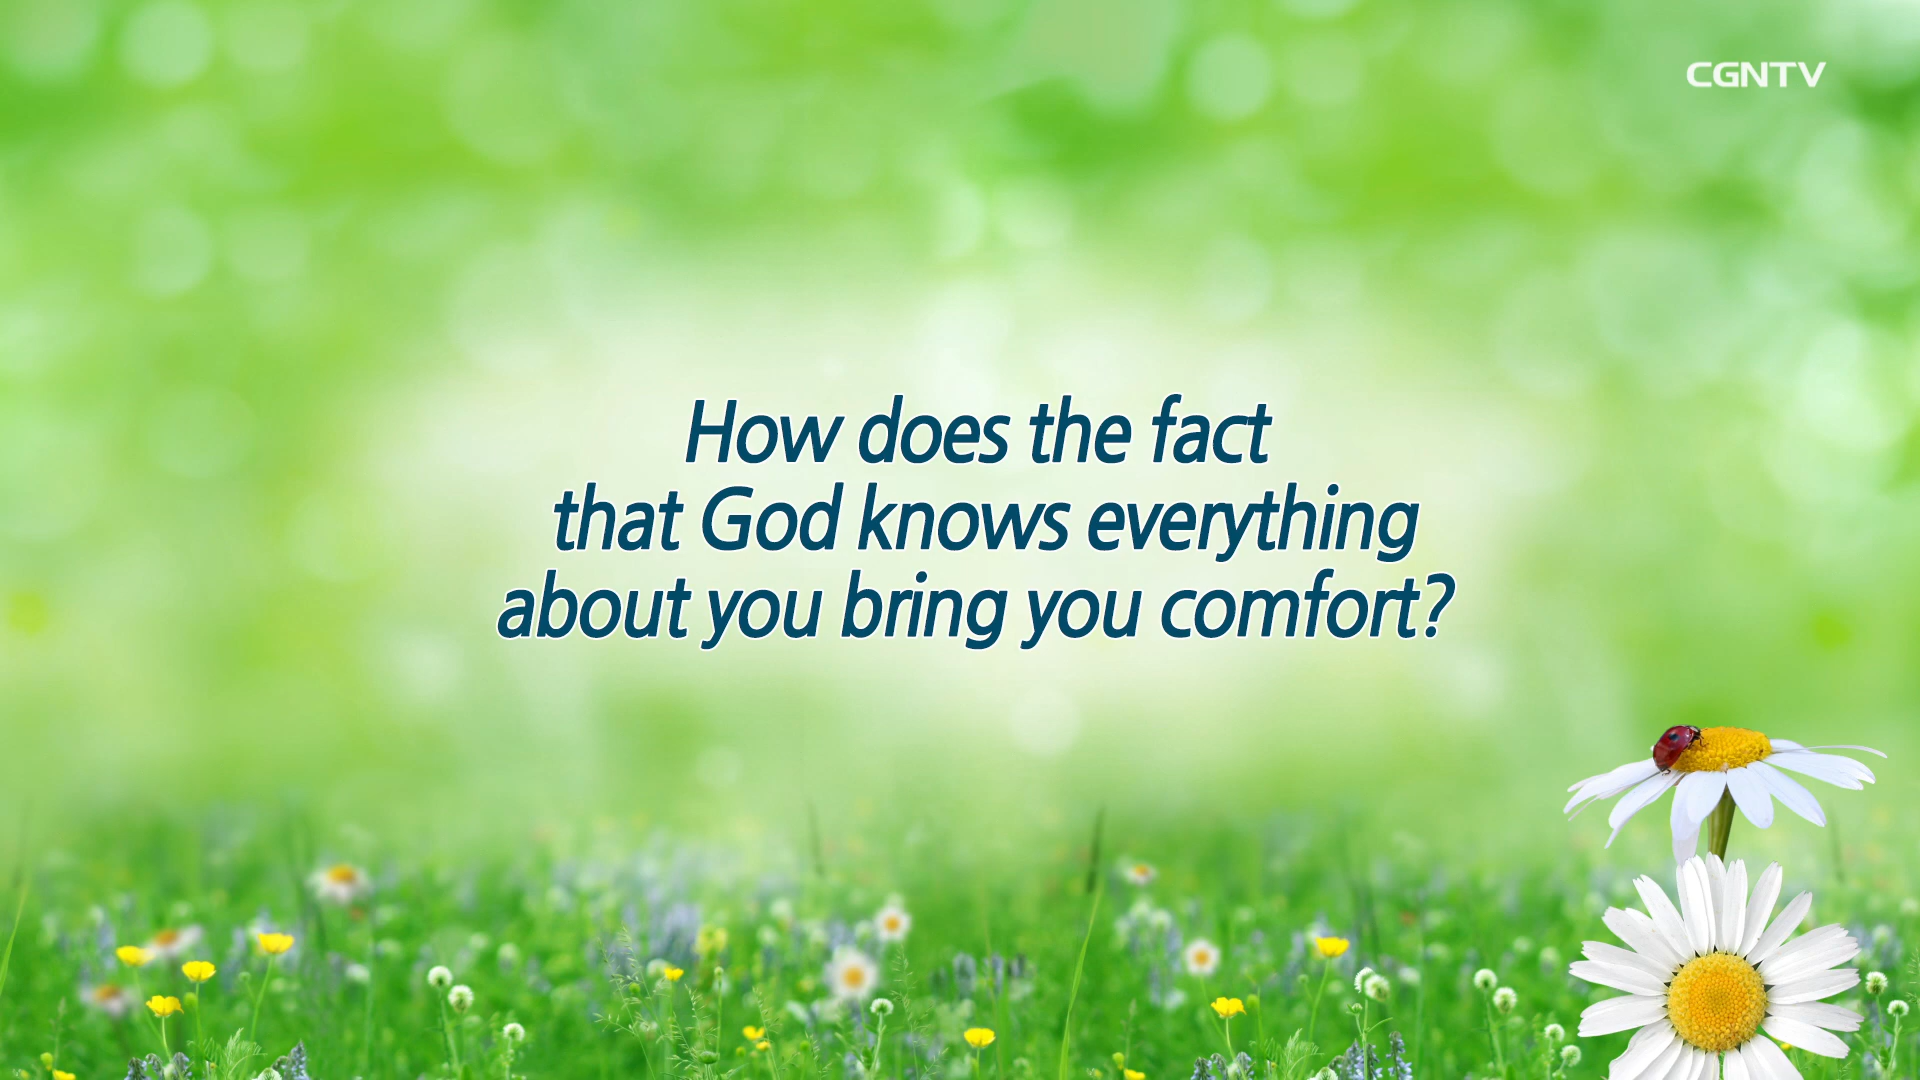 CGNTV
How does the fact
that God knows everything
about you bring you comfort?